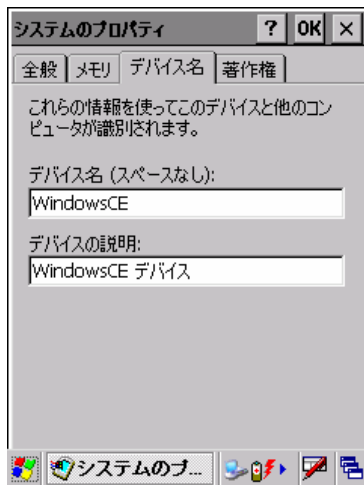 システムのプロパティ ? OK ×
全般 メモリ デバイス名 著作権
これらの情報を使ってこのデバイスと他のコン
ピュータが識別されます。
デバイス名 (スペースなし):
WindowsCE
デバイスの説明:
WindowsCE デバイス
システムのプ...